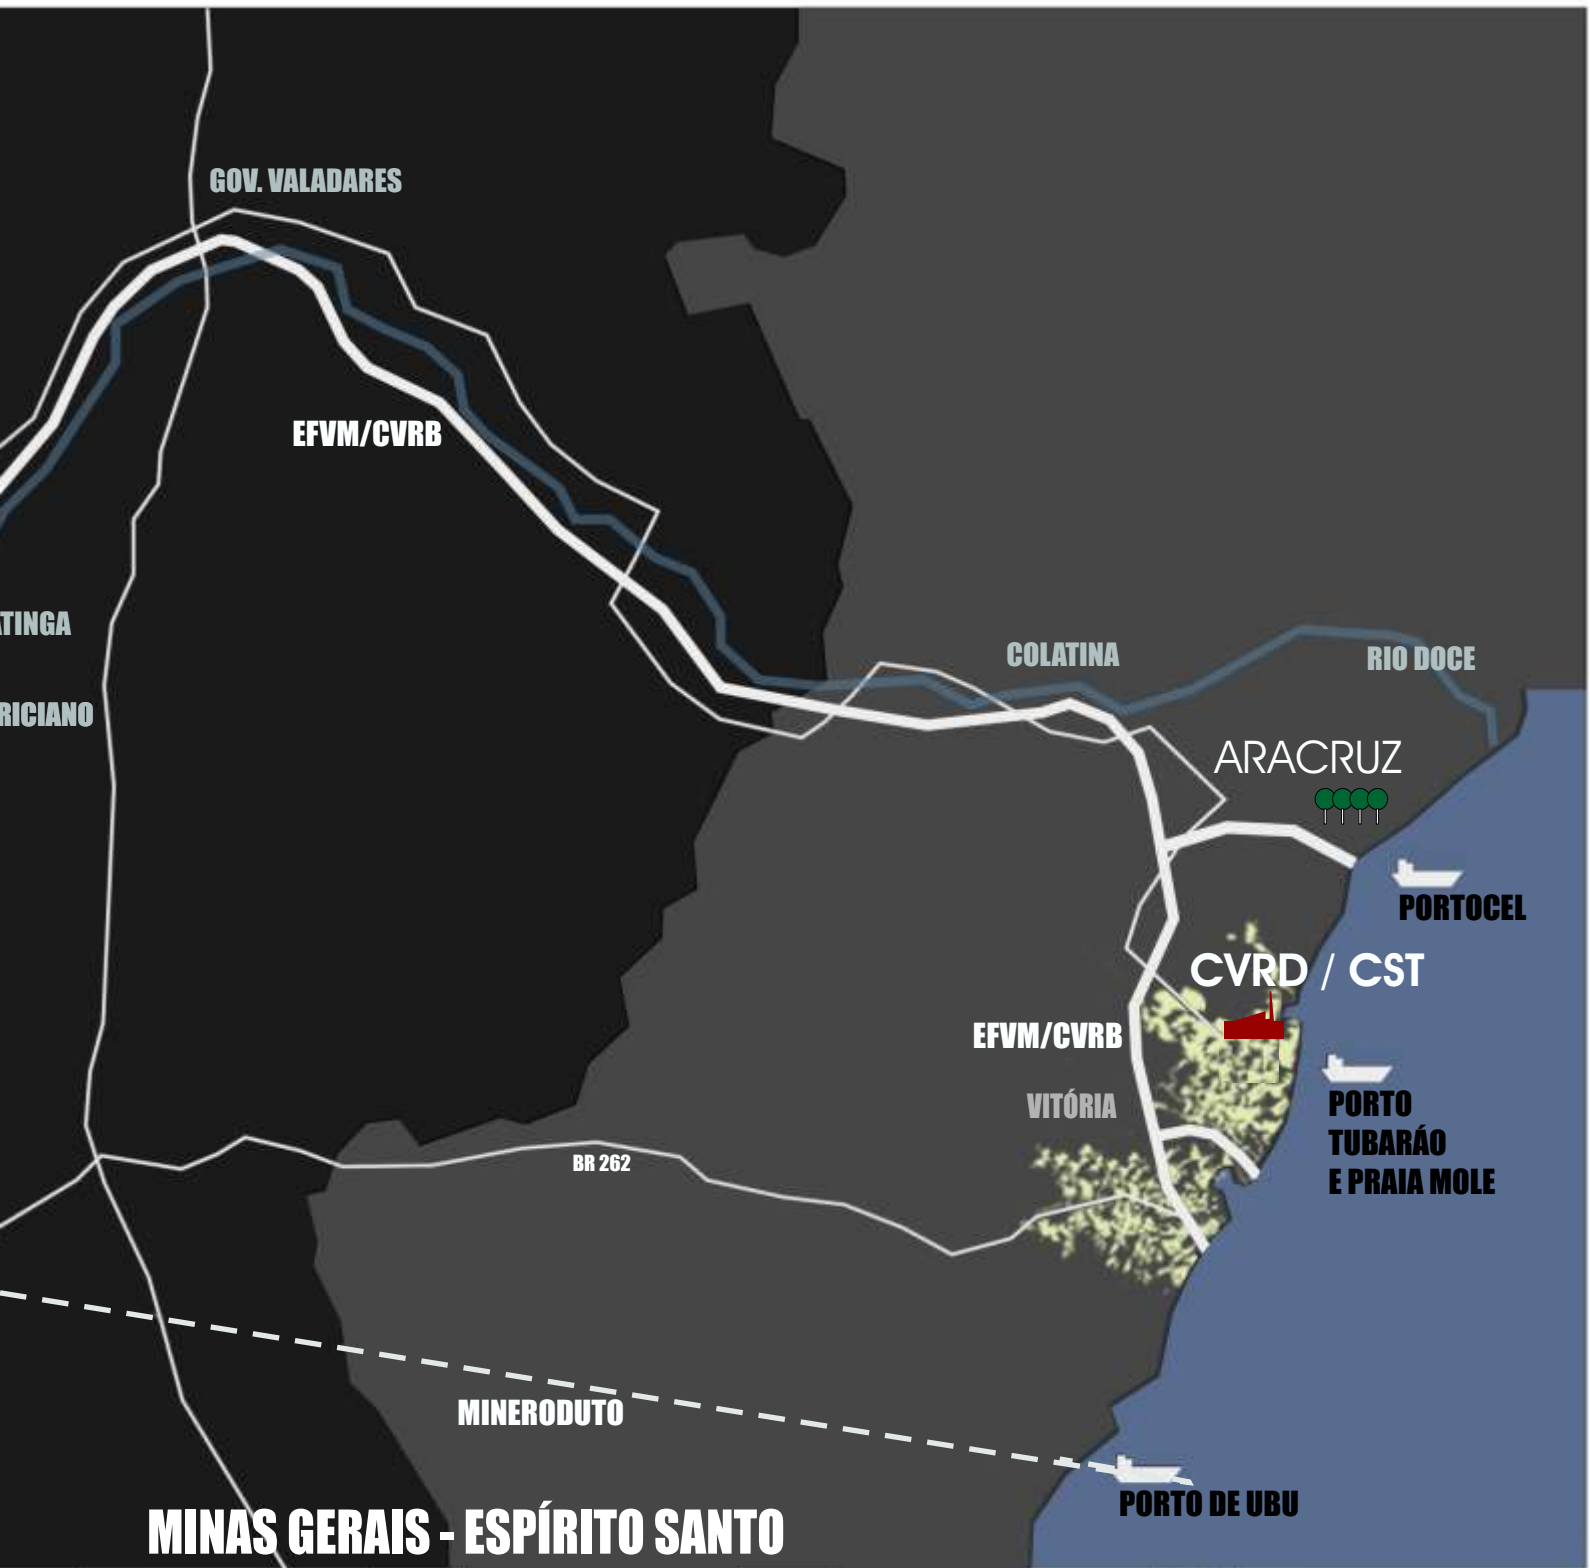 GOV. VALADARES
EFVM/CVRB
TINGA
RICIANO
COLATINA
RIO DOCE
ARACRUZ
PORTOCEL
CVRD / CST
EFVM/CVRB
VITÓRIA
PORTO
TUBARÁO
E PRAIA MOLE
BR 262
MINERODUTO
PORTO DE UBU
MINAS GERAIS - ESPÍRITO SANTO